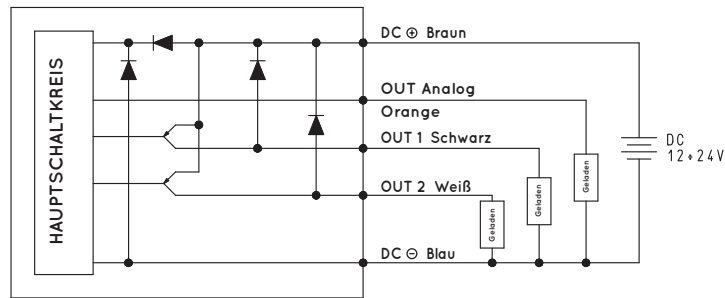 HAUPTSCHALTKREIS
DC ⊕ Braun
OUT Analog
Orange
OUT 1 Schwarz
OUT 2 Weiß
DC ⊖ Blau
Geladen
Geladen
Geladen
DC
12÷24V